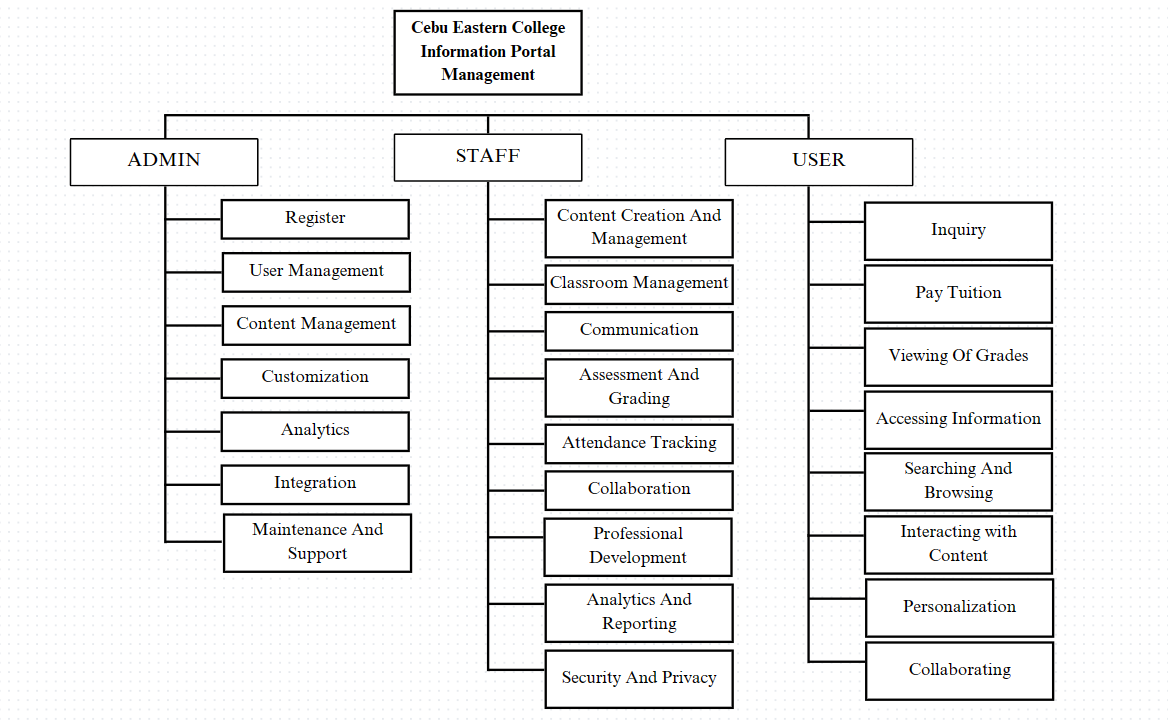 Cebu Eastern College
Information Portal
Management
ADMIN
Register
User Management
Content Management
Customization
Analytics
Integration
Maintenance And
Support
STAFF
Content Creation And
Management
Classroom Management
Communication
Assessment And
Grading
Attendance Tracking
Collaboration
Professional
Development
Analytics And
Reporting
Security And Privacy
USER
Inquiry
Pay Tuition
Viewing Of Grades
Accessing Information
Searching And
Browsing
Interacting with
Content
Personalization
Collaborating